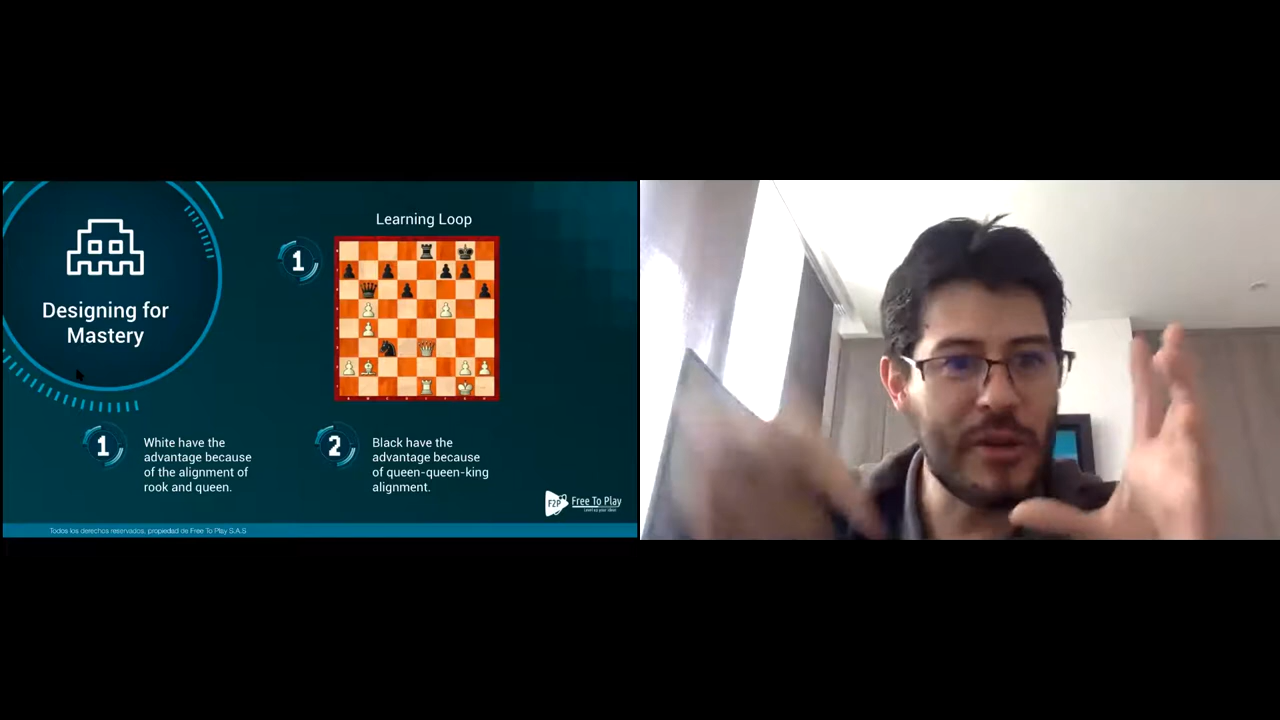 Learning Loop
1
Designing for
Mastery
1
White have the
advantage because
of the alignment of
rook and queen.
2
Black have the
advantage because
of queen-queen-king
alignment.
F2P
Free To Play
Todos los derechos reservados, propiedad de Free To Play S.A.S